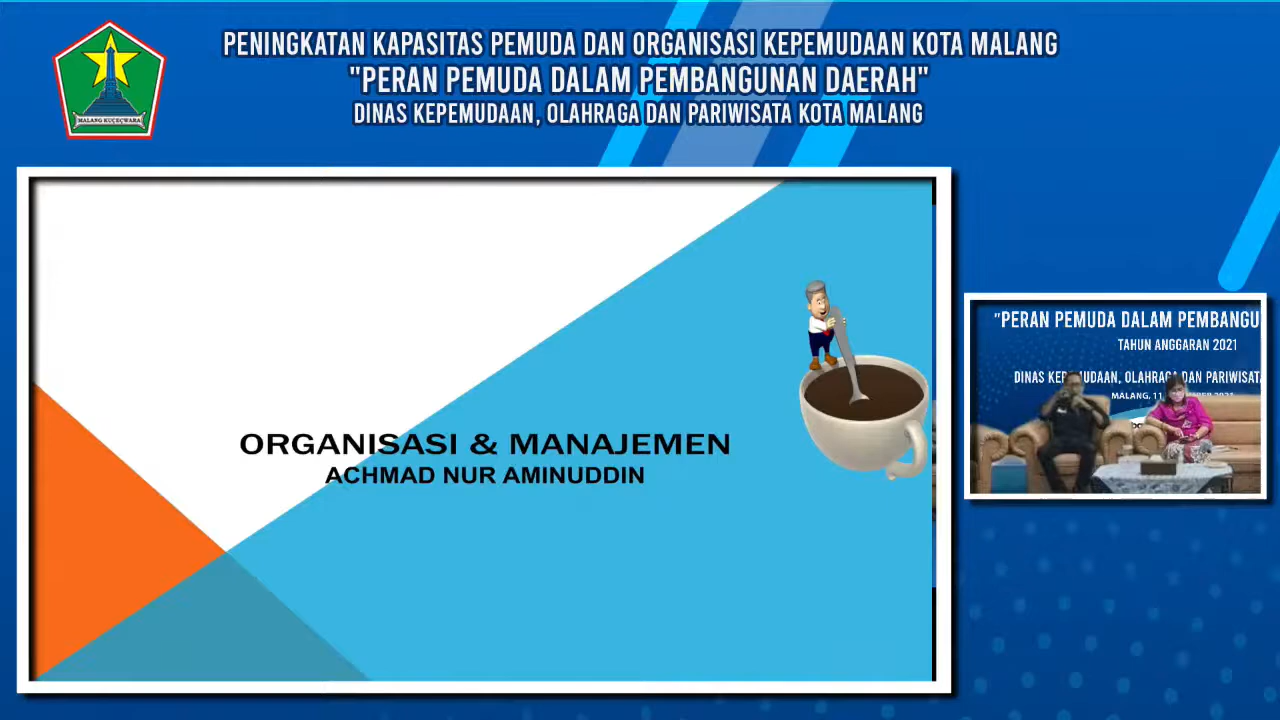 PENINGKATAN KAPASITAS PEMUDA DAN ORGANISASI KEPEMUDAAN KOTA MALANG
"PERAN PEMUDA DALAM PEMBANGUNAN DAERAH"
DINAS KEPEMUDAAN, OLAHRAGA DAN PARIWISATA KOTA MALANG
MALANG KUÇEÇWARA
ORGANISASI & MANAJEMEN
ACHMAD NUR AMINUDDIN
"PERAN PEMUDA DALAM PEMBANGU
TAHUN ANGGARAN 2021
DINAS KEP UDAAN, OLAHRAGA DAN PARIWISATA
MALANG, 11